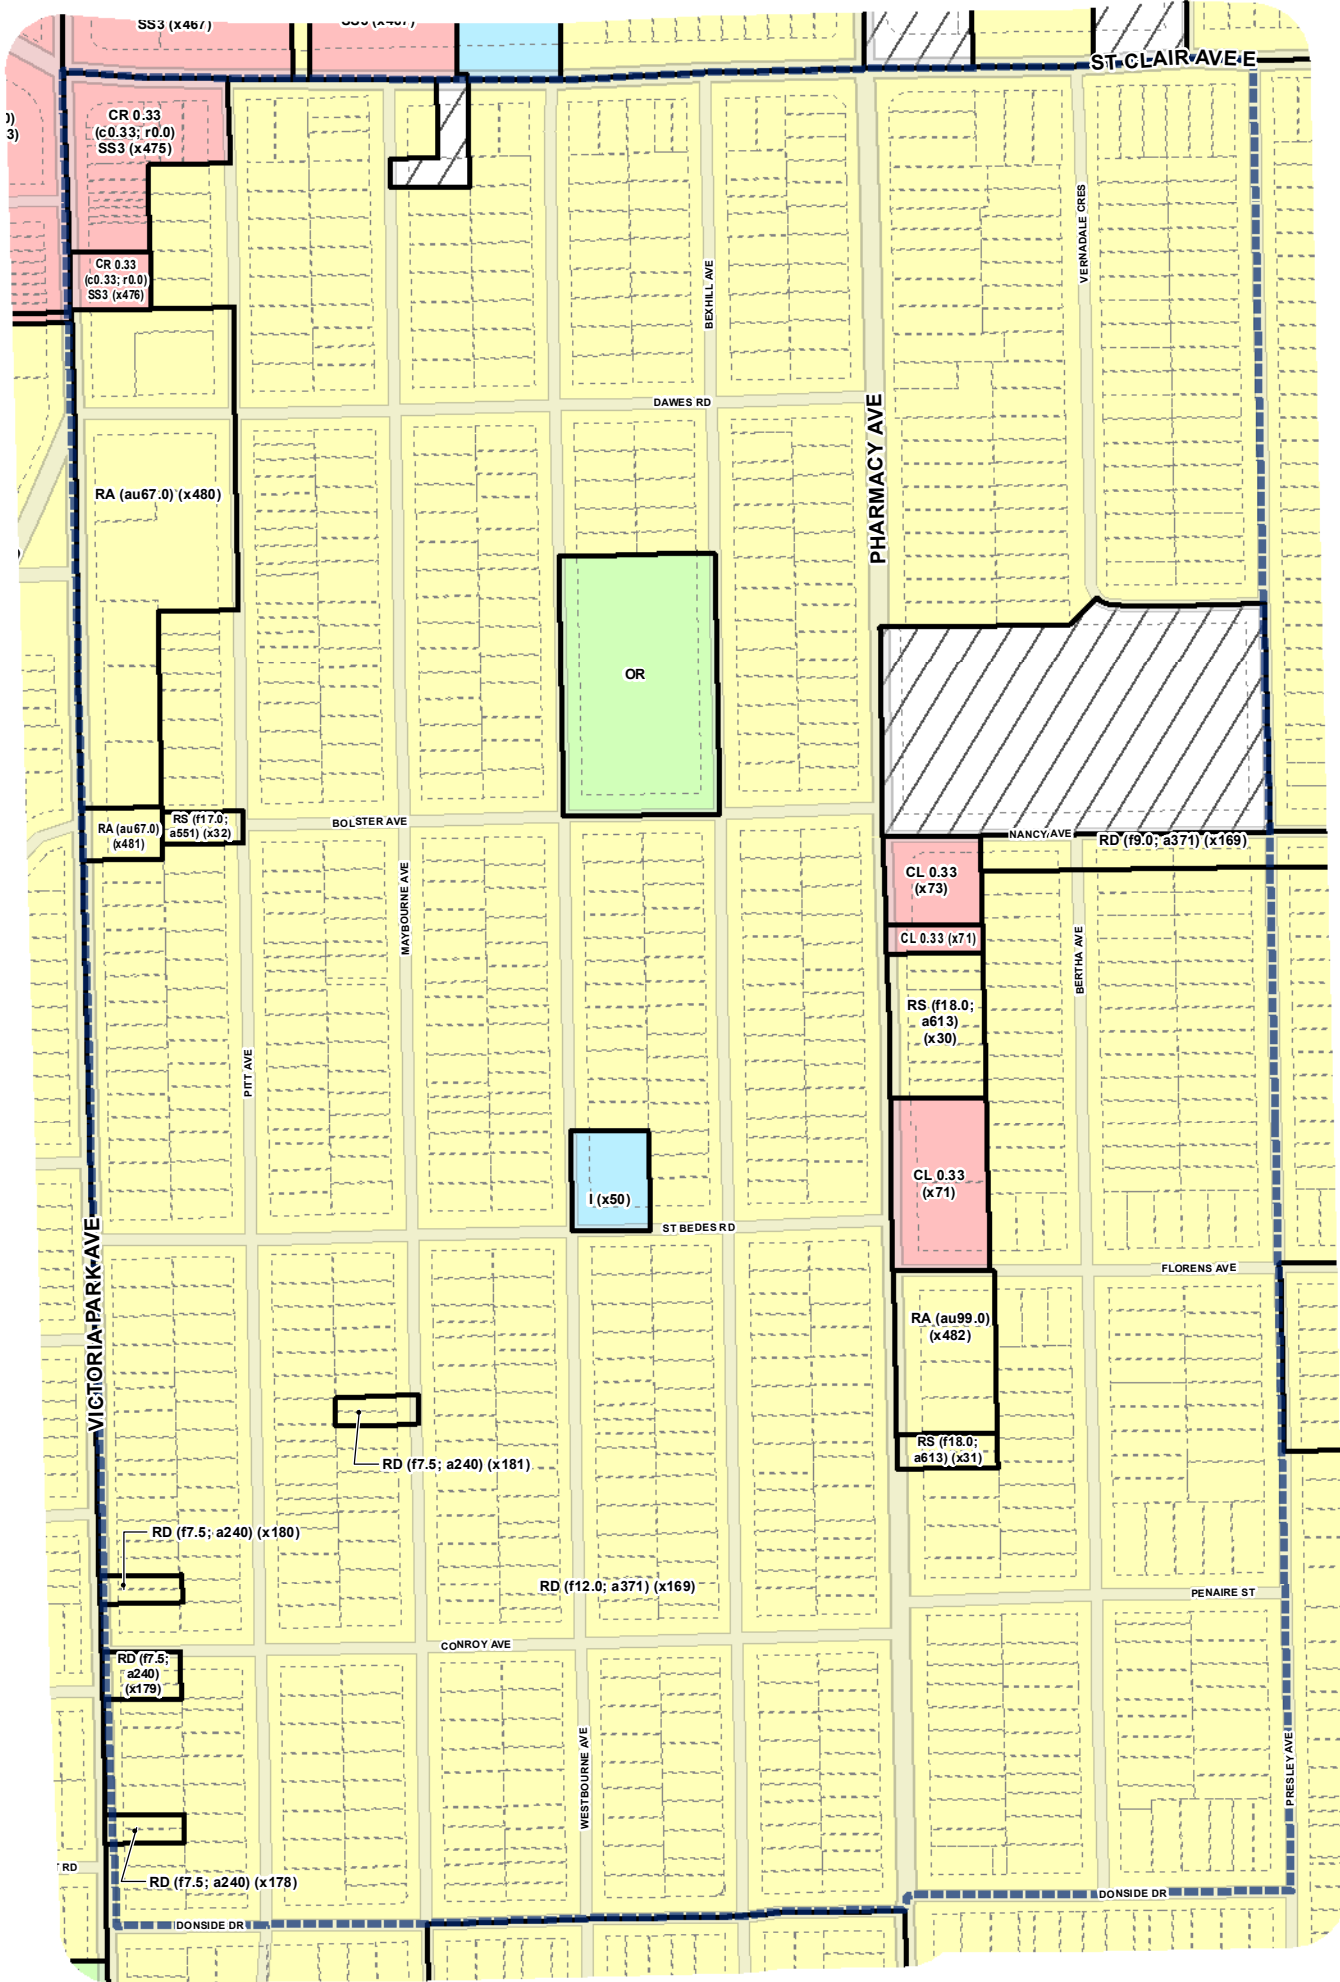 SS3 (x467)
ST CLAIR AVE E
CR 0.33
(c0.33; r0.0)
SS3 (x475)
0)
3)
VERNADALE CRES
CR 0.33
(c0.33; r0.0)
SS3 (x476)
BEXHILL AVE
DAWES RD
PHARMACY AVE
RA (au67.0) (x480)
OR
RA (au67.0)
(x481)
RS (f17.0;
a551) (x32)
BOLSTER AVE
NANCY AVE
RD (f9.0; a371) (x169)
CL 0.33
(x73)
MAYBOURNE AVE
CL 0.33 (x71)
BERTHA AVE
RS (f18.0;
a613)
(x30)
PITT AVE
CL 0.33
(x71)
I (x50)
ST BEDES RD
FLORENS AVE
VICTORIA PARK AVE
RA (au99.0)
(x482)
RS (f18.0;
a613) (x31)
RD (f7.5; a240) (x181)
RD (f7.5; a240) (x180)
RD (f12.0; a371) (x169)
PENAIRE ST
CONROY AVE
RD (f7.5;
a240)
(x179)
WESTBOURNE AVE
PRESLEY AVE
T RD
RD (f7.5; a240) (x178)
DONSIDE DR
DONSIDE DR